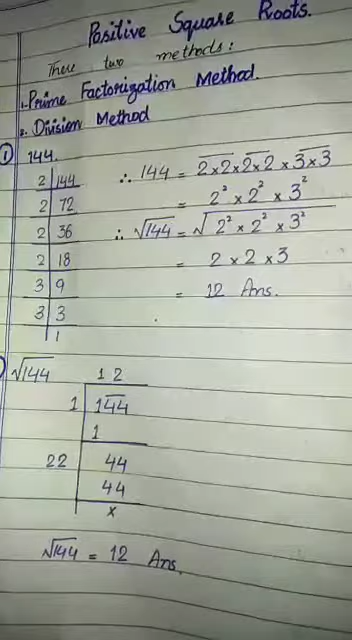 Positive Square Roots.
There two methods:
1. Prime Factorization Method.
2. Division Method
① 144.
2 | 144
2 | 72
2 | 36
2 | 18
3 | 9
3 | 3
1
∴ 144 = 2×2×2×2×3×3
= 2² × 2² × 3²
∴ √144 = √2² × 2² × 3²
= 2 × 2 × 3
= 12 Ans.
√144
1 2
1 | 144
1
22 | 44
44
x
√144 = 12 Ans.